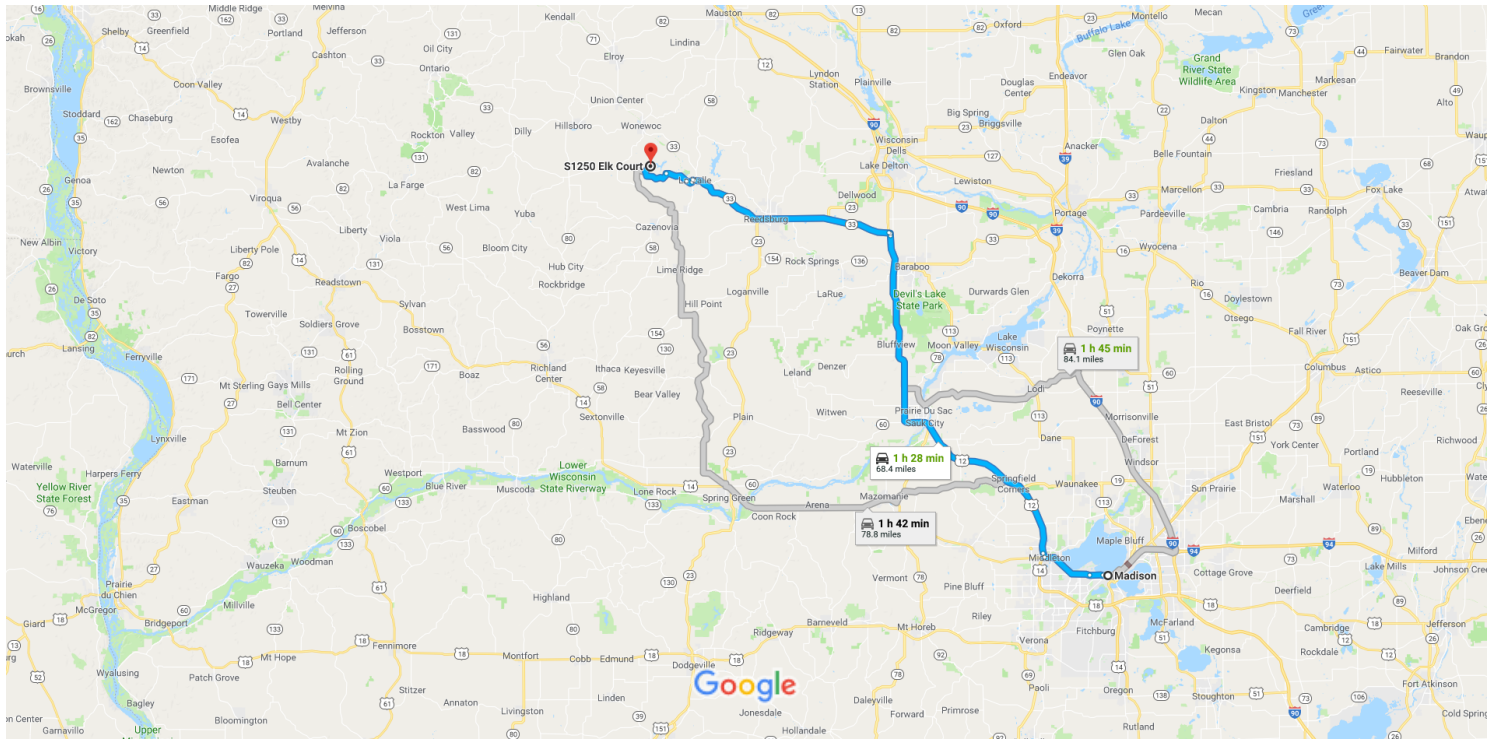 Middle Ridge
Melvina
Kendall
Mauston
Oxford
Montello
Mecan
Shelby
Greenfield
Portland
Jefferson
Lindina
Buffalo Lake
Glen Oak
Cashton
Oil City
Elroy
Fairwater
Brandon
Ontario
Lyndon
Station
Plainville
Douglas
Center
Endeavor
Grand
River State
Wildlife Area
Markesan
Coon Valley
Brownsville
Stoddard
Chaseburg
Westby
Union Center
Kingston
Manchester
Alto
Esofea
Rockton
Valley
Dilly
Hillsboro
Wonewoc
Big Spring
Briggsville
Dalton
Wisconsin
Dells
Anacker
Avalanche
S1250 Elk Court
Lake Delton
Belle Fountain
Newton
Genoa
La Farge
Lewiston
Marcellon
Friesland
Fox Lake
Viroqua
West Lima
Yuba
Dellwood
Portage
Pardeeville
Cambria
Randolph
New Albin
Victory
Liberty
Viola
Liberty Pole
Bloom City
Cazenovia
Reedsburg
Wyocena
Hub City
Rockbridge
Lime Ridge
Rock Springs
Baraboo
Dekorra
Beaver Dam
Fargo
Readstown
De Soto
Sylvan
Loganville
LaRue
Devil's Lake
State Park
Durwards Glen
Rio
Doylestown
Otsego
Towerville
Soldiers Grove
Hill Point
Bosstown
Lake
Wisconsin
Poynette
Fall River
Lansing
Ferryville
Bluffview
Moon Valley
1 h 45 min
84.1 miles
Rolling
Ground
Richland
Center
Ithaca
Keyesville
Denzer
Leland
Columbus
Astico
Mt Sterling
Gays Mills
Boaz
Bell Center
Bear Valley
Lodi
Reeseville
Sextonville
Plain
Witwen
Prairie Du Sac
Sauk City
Morrisonville
Lynxville
Mt Zion
Basswood
East Bristol
Dane
DeForest
York Center
Richwood
Waterville
Harpers Ferry
Barnum
Westport
Lower
Wisconsin
State Riverway
1 h 28 min
68.4 miles
Windsor
Portland
Yellow River
State Forest
Steuben
Blue River
Muscoda
Lone Rock
Spring Green
Mazomanie
Springfield
Corners
Waunakee
Sun Prairie
Waterloo
Hubbleton
Marshall
Eastman
Boscobel
Arena
Coon Rock
1 h 42 min
78.8 miles
Maple Bluff
Milford
Wauzeka
Woodman
Middleton
Madison
Cottage Grove
Lake Mills
Johnson Creek
Prairie
du Chien
McGregor
Millville
Vermont
Pine Bluff
Deerfield
Giard
Bridgeport
Highland
Barneveld
Riley
McFarland
Fitchburg
Cambridge
Jefferson
Fennimore
Ridgeway
Mt Horeb
Verona
Kegonsa
Rockdale
Wyalusing
Mt Hope
Montfort
Cobb
Edmund
Dodgeville
Patch Grove
Stitzer
Google
Paoli
Oregon
Stoughton
Fort Atkinson
Bagley
Linden
Daleyville
Annaton
Livingston
Jonesdale
Forward
Primrose
Bloomington
Garnavillo
Upper
Hollandale
Rutland
Cold Spring